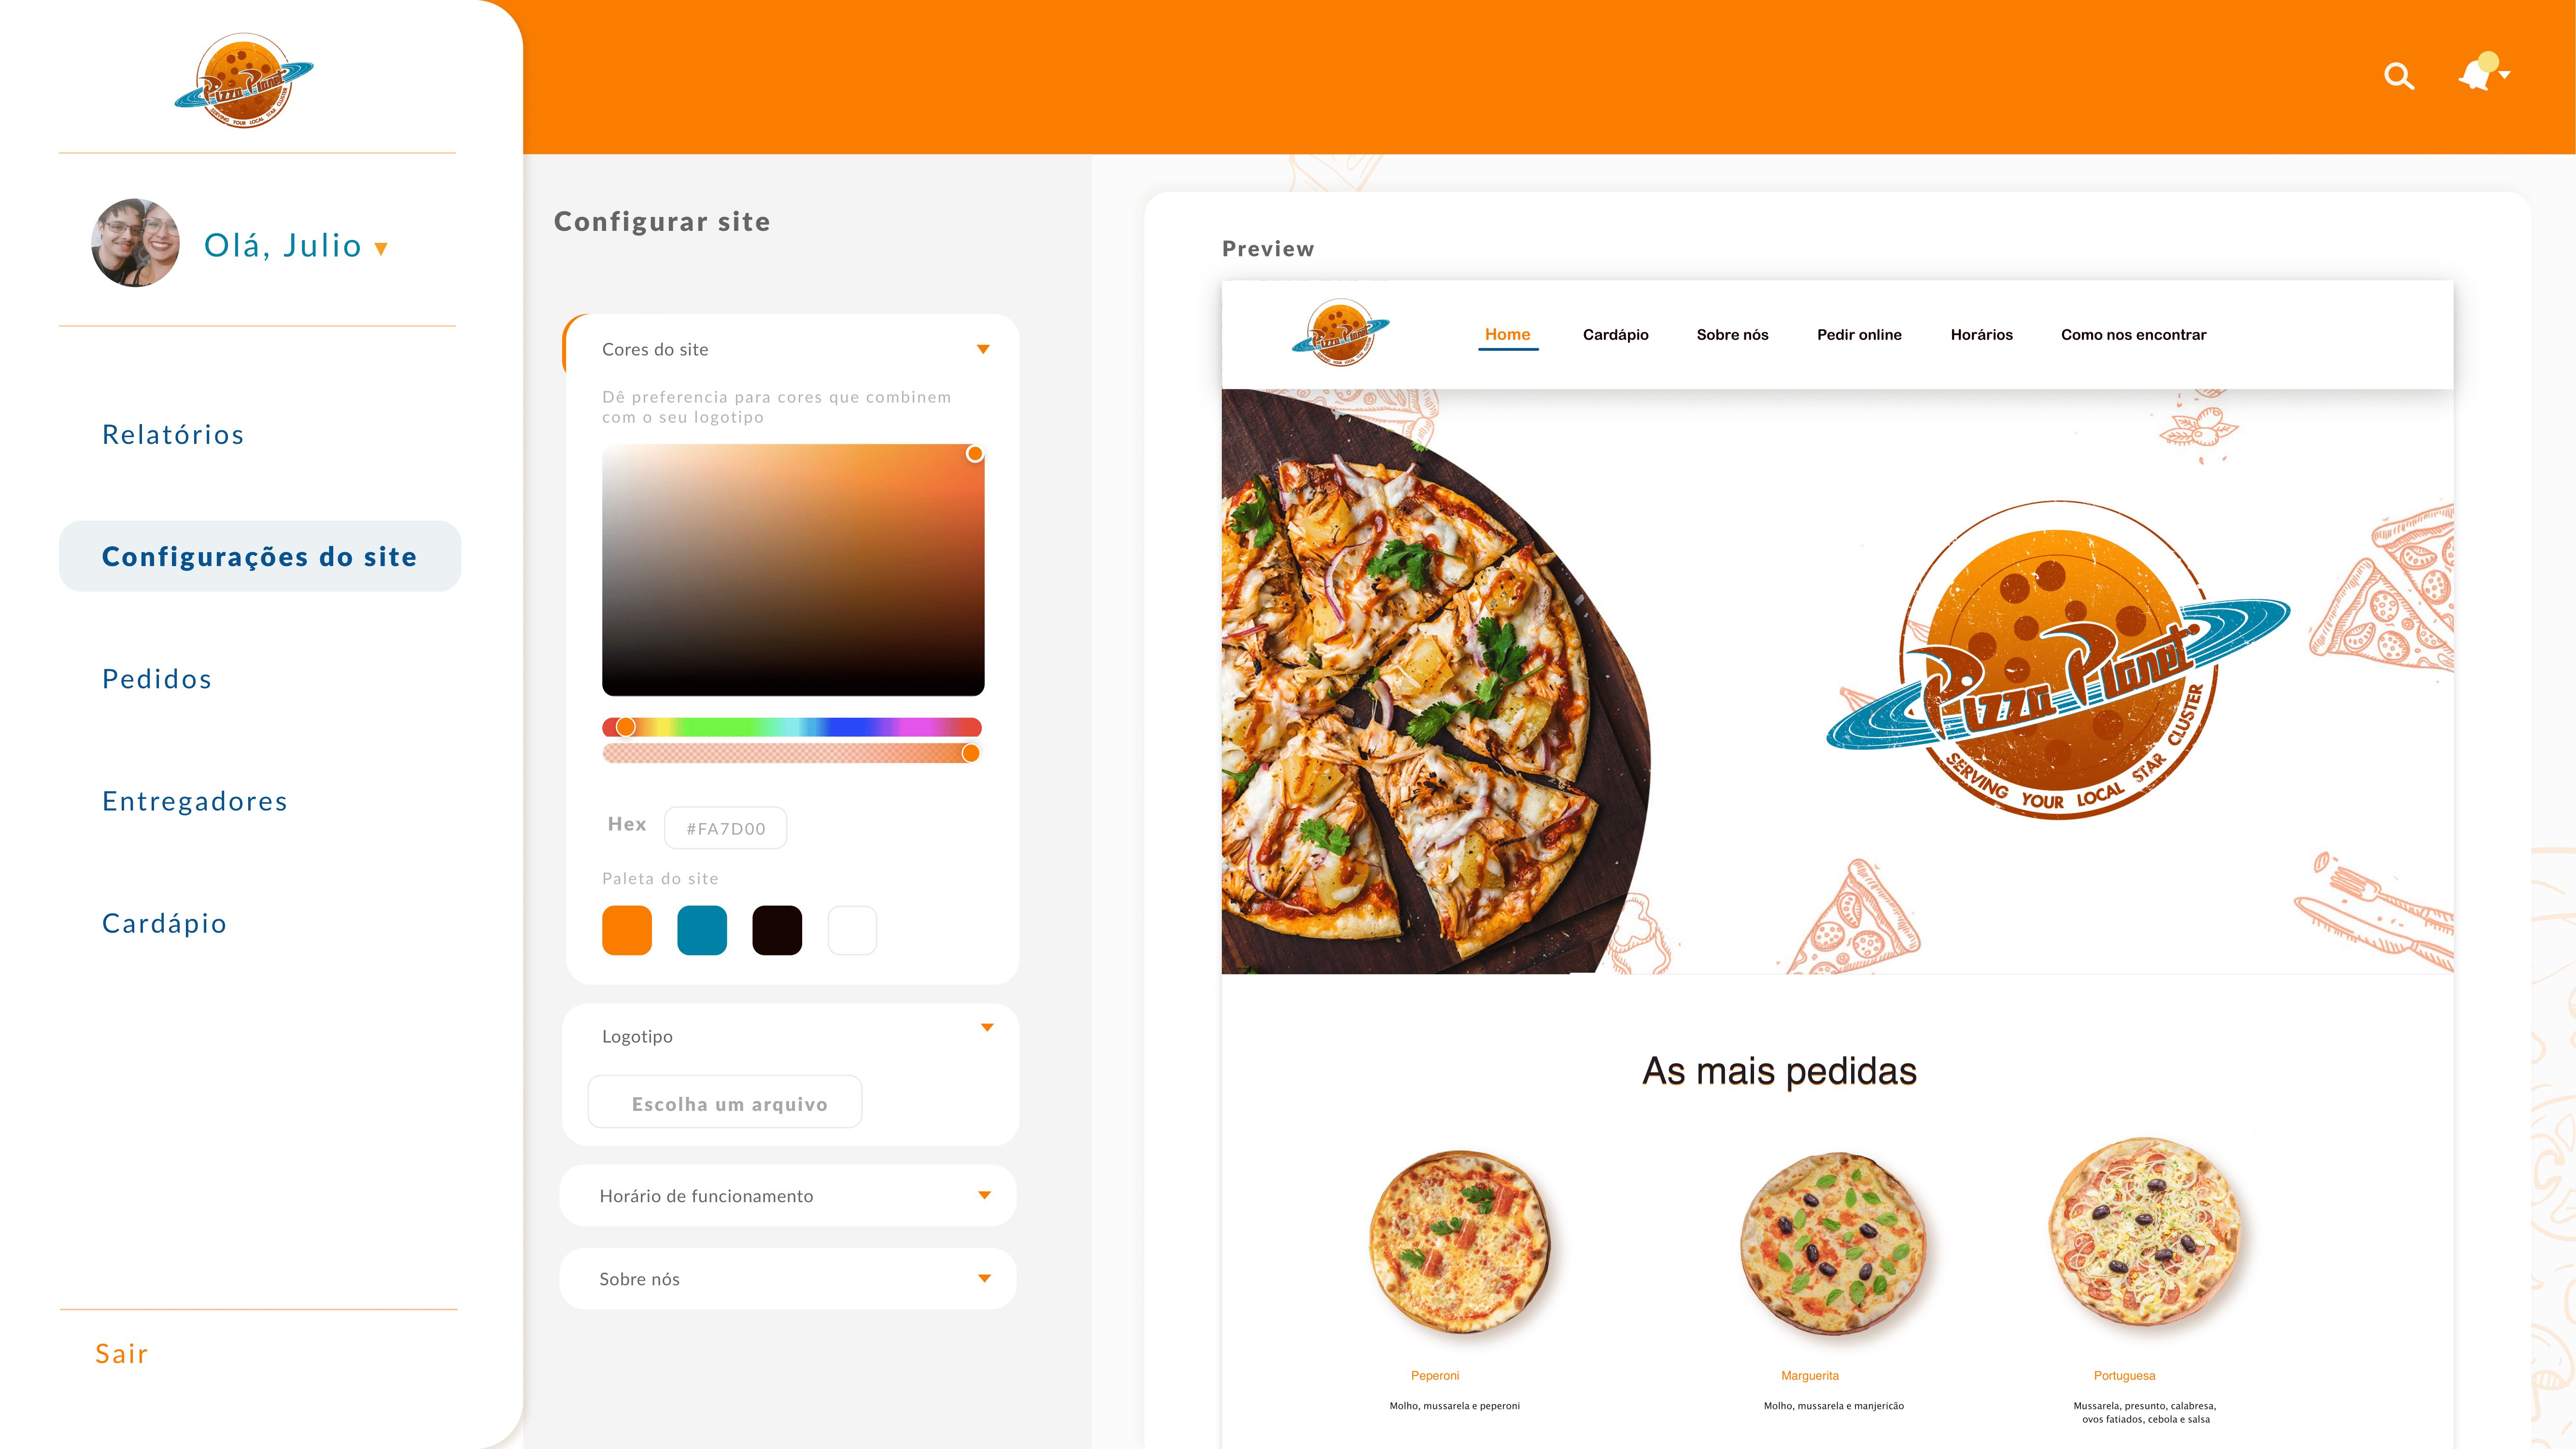 Pizza Planet
SERVING YOUR LOCAL STAR CLUSTER
Olá, Julio
Relatórios
Configurações do site
Pedidos
Entregadores
Cardápio
Sair
Configurar site
Cores do site
Dê preferencia para cores que combinem
com o seu logotipo
Hex
#FA7D00
Paleta do site
Logotipo
Escolha um arquivo
Horário de funcionamento
Sobre nós
Preview
Pizza Planet
Home
Cardápio
Sobre nós
Pedir online
Horários
Como nos encontrar
Pizza Planet
SERVING YOUR LOCAL STAR CLUSTER
As mais pedidas
Peperoni
Molho, mussarela e peperoni
Marguerita
Molho, mussarela e manjericão
Portuguesa
Mussarela, presunto, calabresa,
ovos fatiados, cebola e salsa